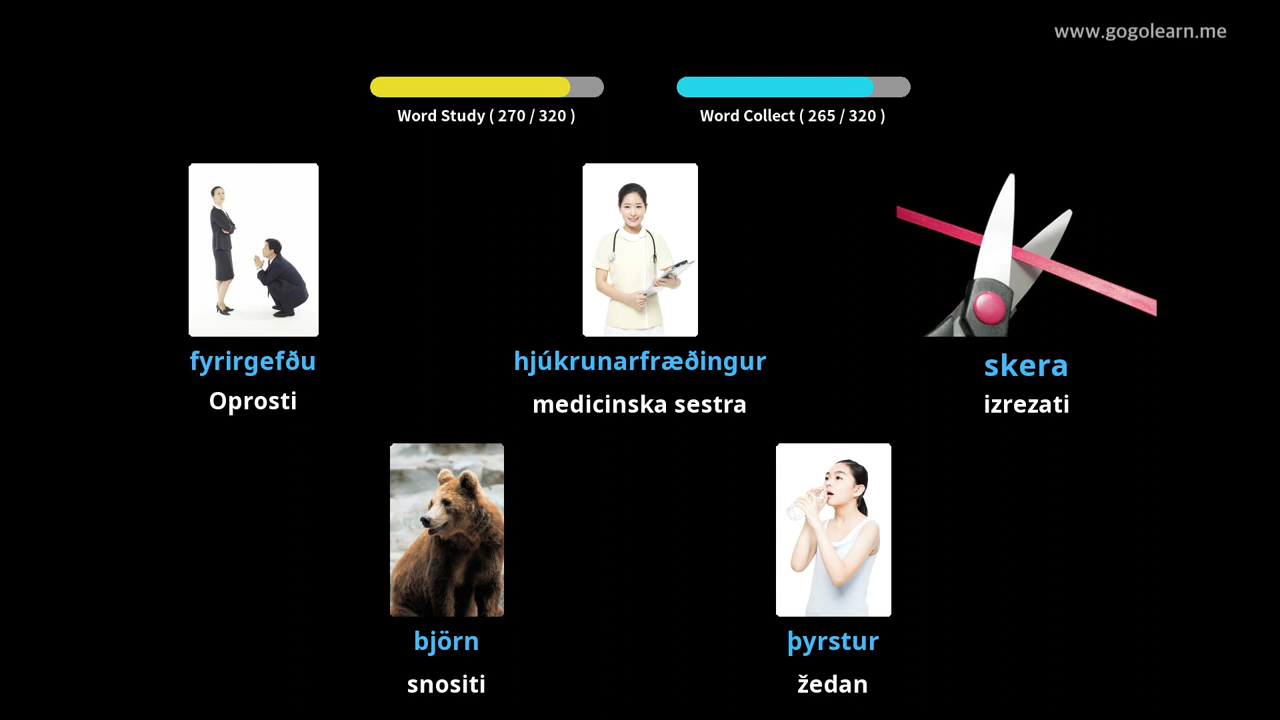 www.gogolearn.me
Word Study ( 270 / 320 )
Word Collect ( 265 / 320 )
fyrirgefðu
Oprosti
hjúkrunarfræðingur
medicinska sestra
skera
izrezati
björn
snositi
þyrstur
žedan